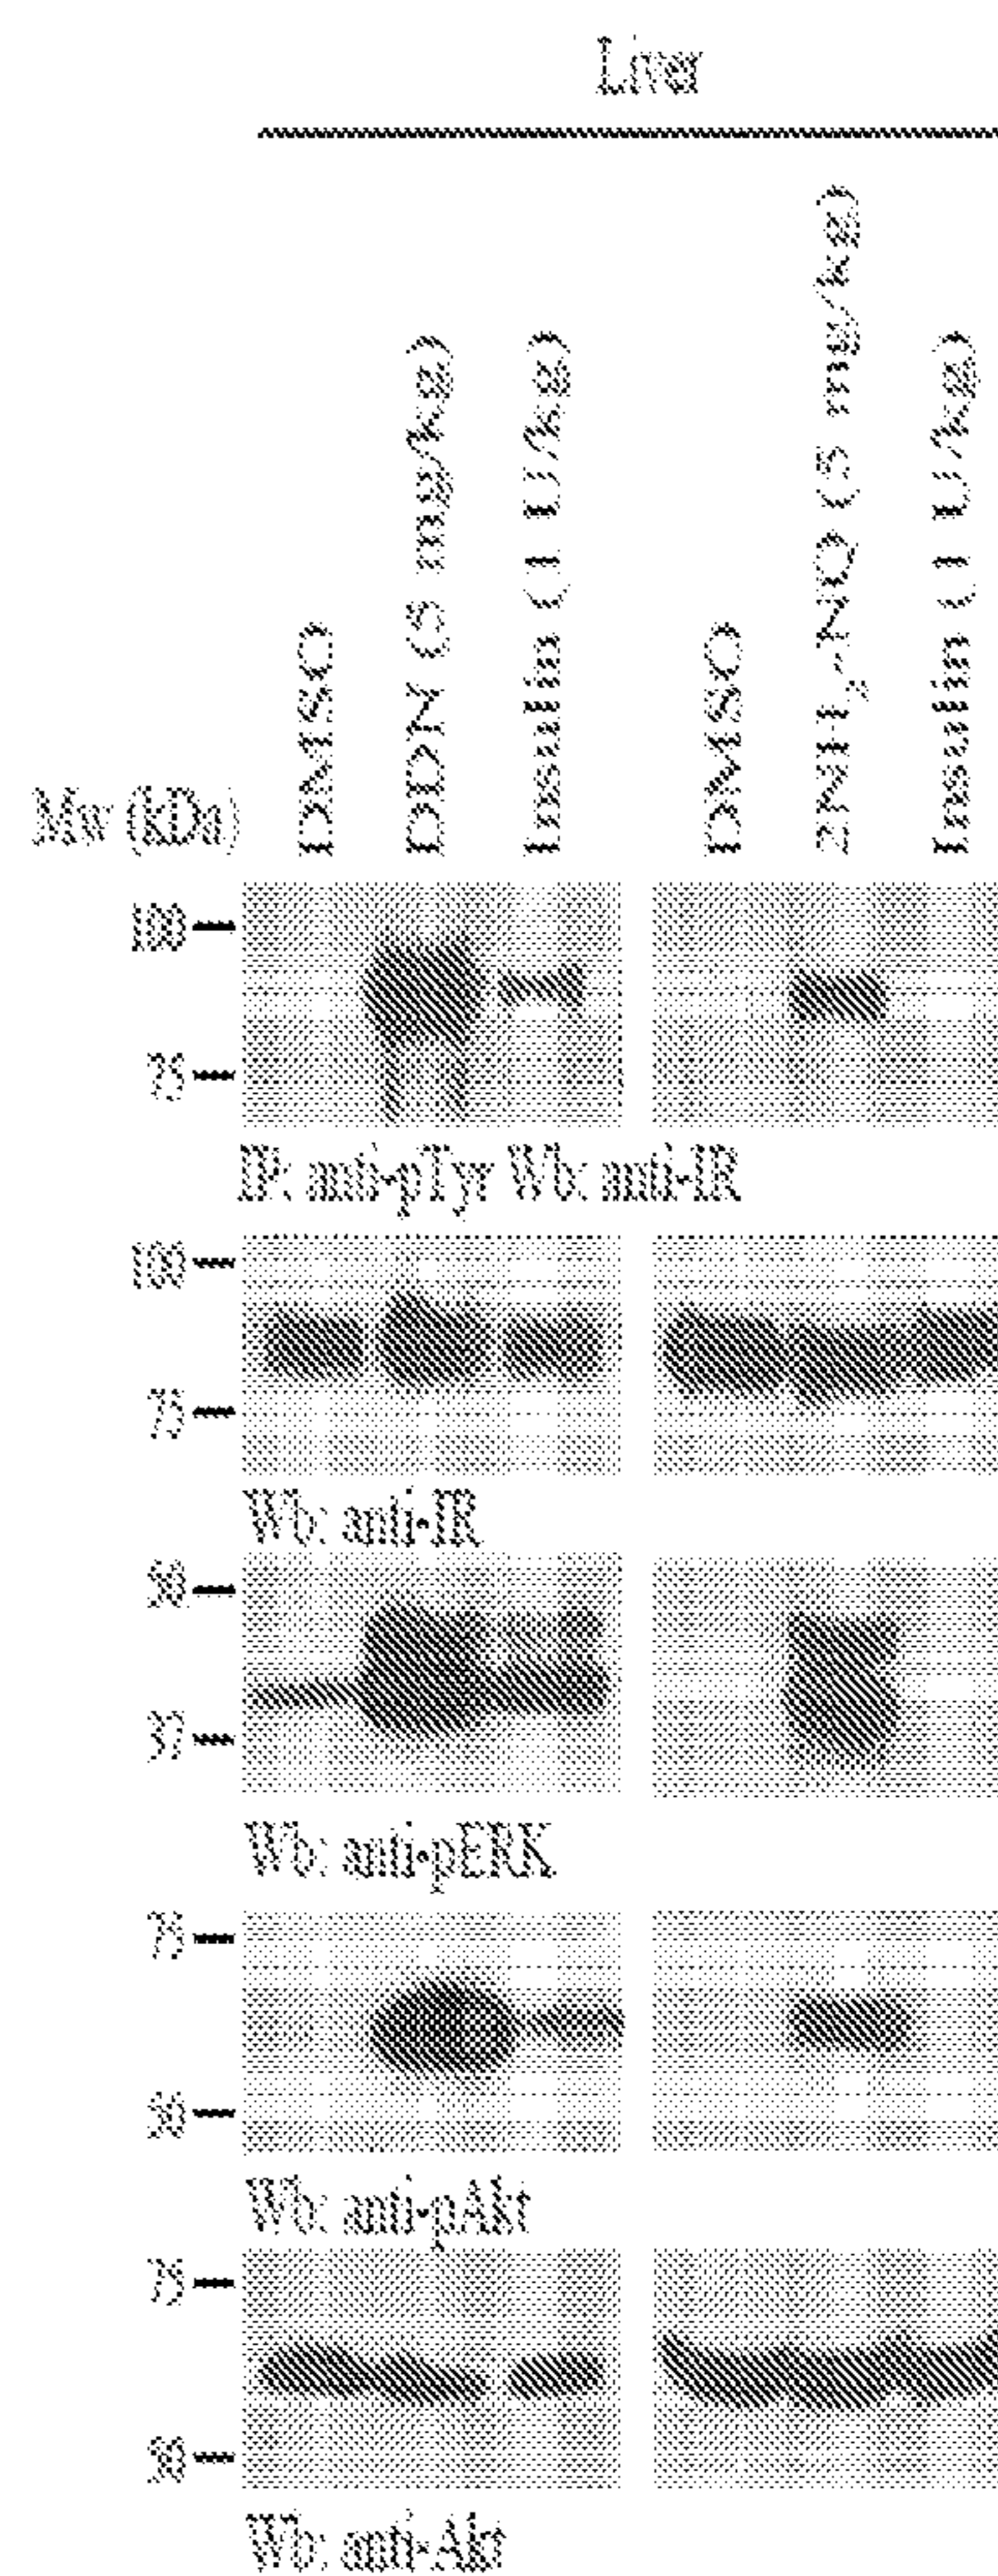 Liver
DMSO
DDN (5 mg/kg)
Insulin (1 U/kg)
DMSO
2NH₂-NQ (5 mg/kg)
Insulin (1 U/kg)
Mw (kDa)
100
75
IP: anti-pTyr Wb: anti-IR
100
75
Wb: anti-IR
50
37
Wb: anti-pERK
75
50
Wb: anti-pAkt
75
50
Wb: anti-Akt